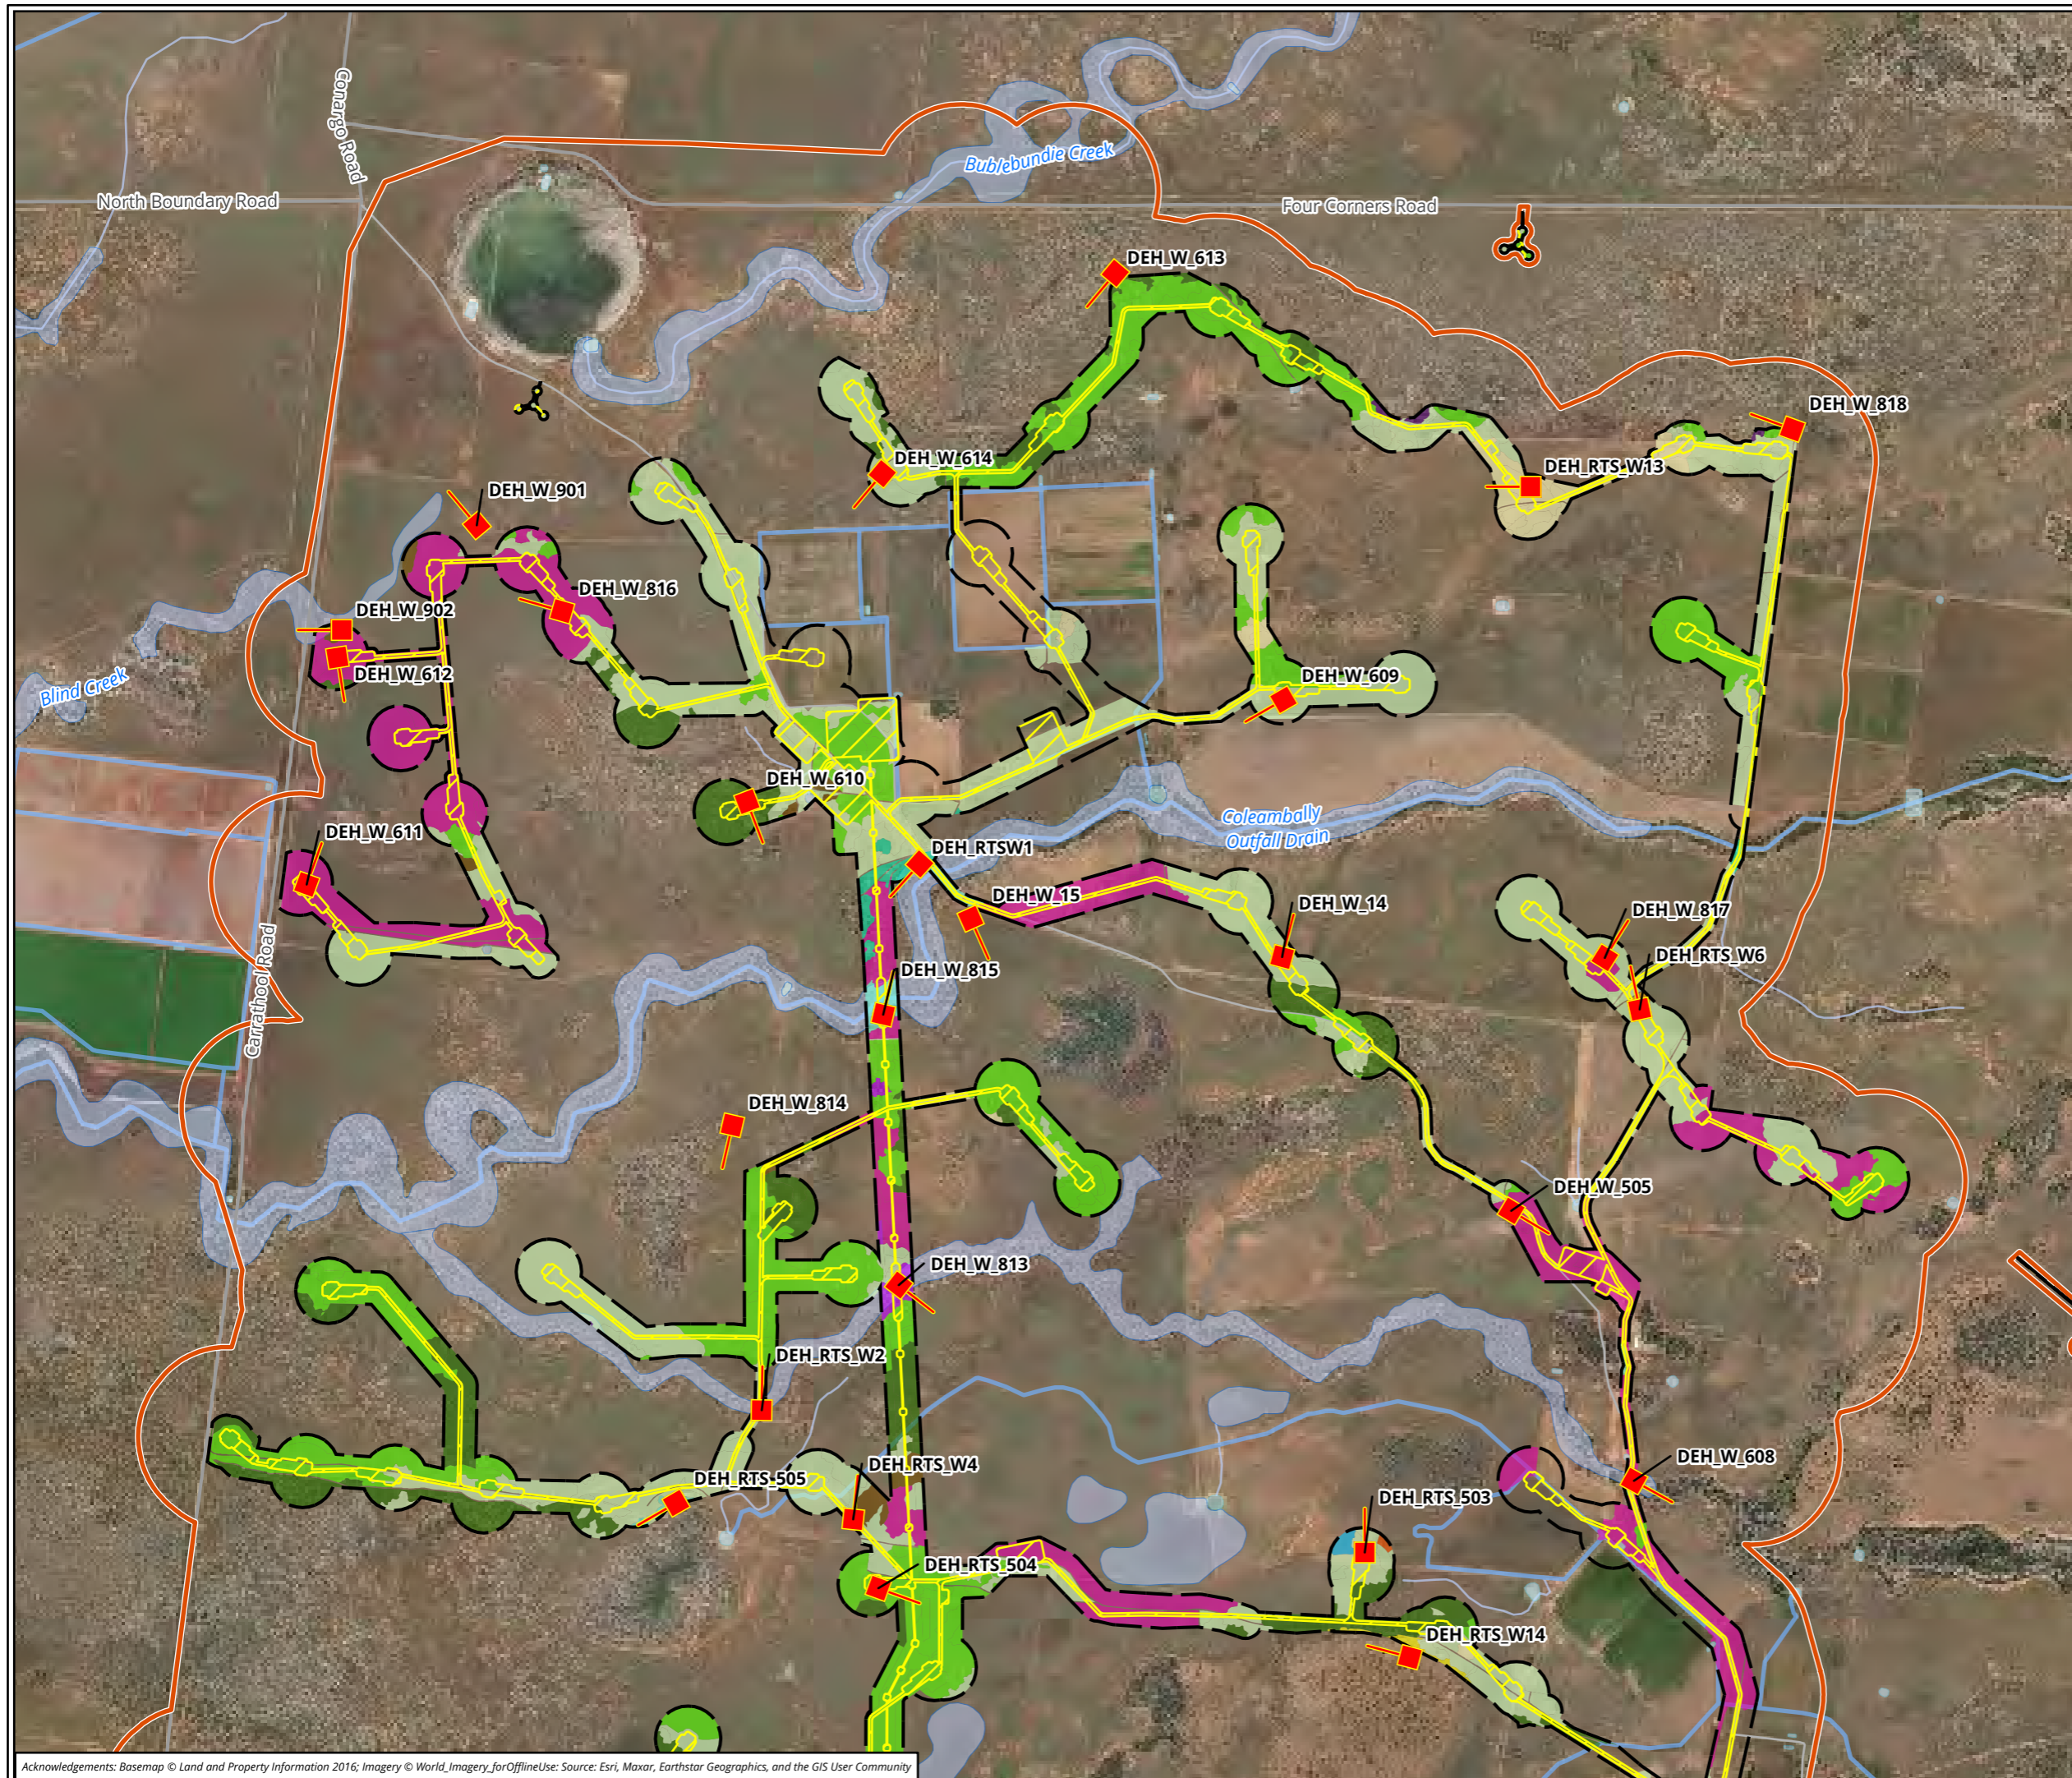 Conargo Road
Bublebundie Creek
North Boundary Road
Four Corners Road
DEH_W_613
DEH_W_818
DEH_W_614
DEH_RTS_W13
DEH_W_901
DEH_W_816
DEH_W_902
DEH_W_612
Blind Creek
DEH_W_609
DEH_W_610
Coleambally
Outfall Drain
DEH_W_611
DEH_RTSW1
DEH_W_15
DEH_W_14
DEH_W_817
Carrathool Road
DEH_RTS_W6
DEH_W_815
DEH_W_814
DEH_W_505
DEH_W_813
DEH_RTS_W2
DEH_RTS_W4
DEH_W_608
DEH_RTS_505
DEH_RTS_503
DEH_RTS_504
DEH_RTS_W14
Acknowledgements: Basemap © Land and Property Information 2016; Imagery © World_Imagery_forOfflineUse: Source: Esri, Maxar, Earthstar Geographics, and the GIS User Community